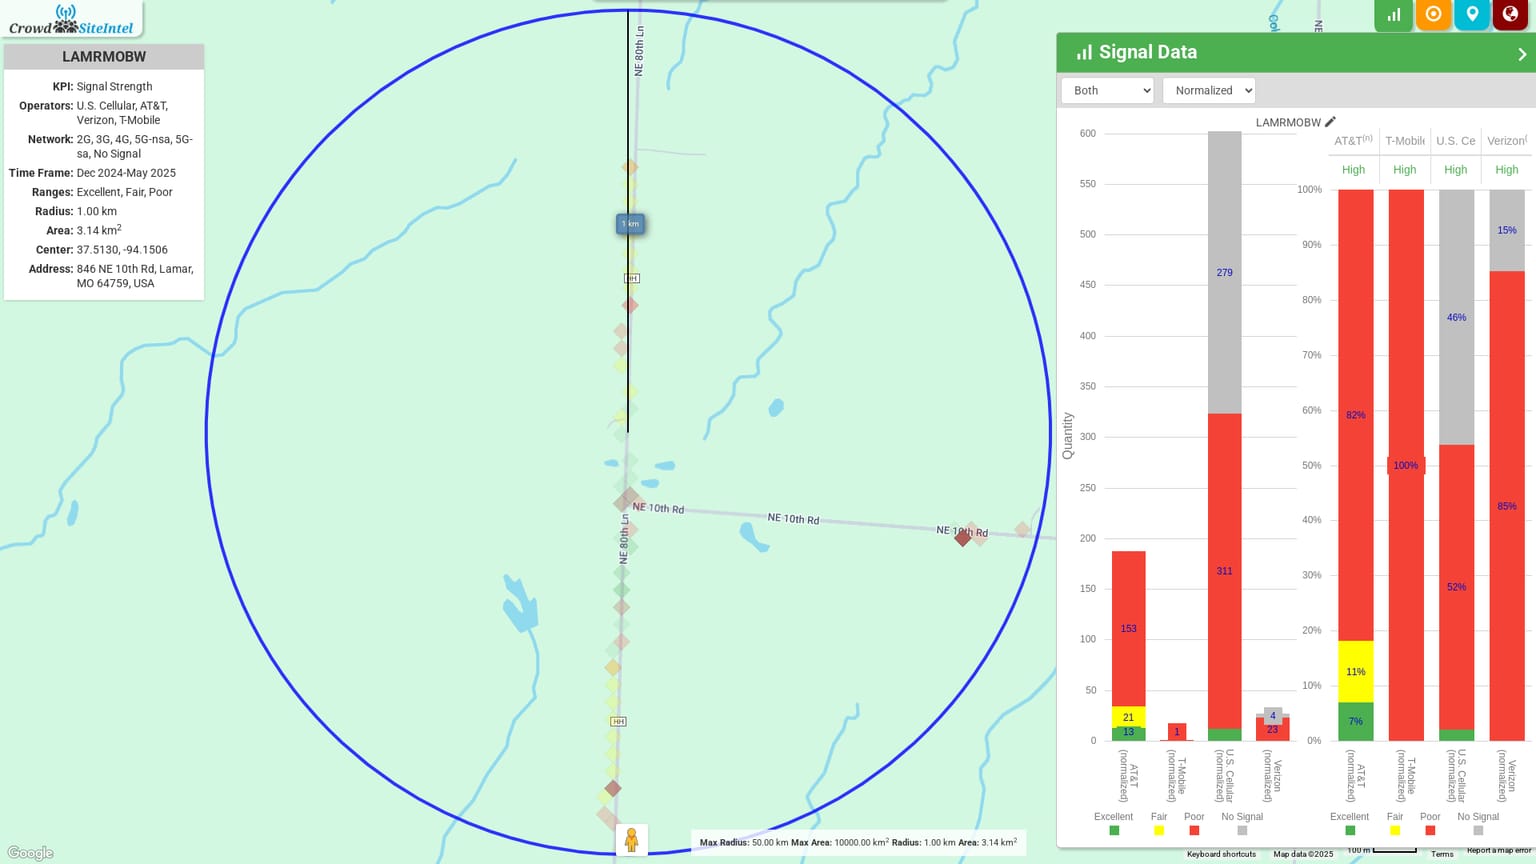 CrowdSiteIntel
LAMRMOBW
KPI: Signal Strength
Operators: U.S. Cellular, AT&T,
Verizon, T-Mobile
Network: 2G, 3G, 4G, 5G-nsa, 5G-
sa, No Signal
Time Frame: Dec 2024-May 2025
Ranges: Excellent, Fair, Poor
Radius: 1.00 km
Area: 3.14 km²
Center: 37.5130, -94.1506
Address: 846 NE 10th Rd, Lamar,
MO 64759, USA
NE 80th Ln
1 km
HH
NE 10th Rd
NE 10th Rd
NE 10th Rd
NE 80th Ln
HH
NE
Google
Max Radius: 50.00 km Max Area: 10000.00 km² Radius: 1.00 km Area: 3.14 km²
Signal Data
Both
Normalized
LAMRMOBW
Quantity
600
550
500
450
400
350
300
250
200
150
100
50
0
153
21
13
1
279
311
4
23
AT&T
(normalized)
T-Mobile
(normalized)
U.S. Cellular
(normalized)
Verizon
(normalized)
Excellent
Fair
Poor
No Signal
AT&T(n)
T-Mobile
U.S. Ce
Verizon(
High
High
High
High
100%
90%
80%
70%
60%
50%
40%
30%
20%
10%
0%
82%
11%
7%
100%
46%
52%
15%
85%
AT&T
(normalized)
T-Mobile
(normalized)
U.S. Cellular
(normalized)
Verizon
(normalized)
Excellent
Fair
Poor
No Signal
Keyboard shortcuts
Map data ©2025
100 m
Terms
Report a map error